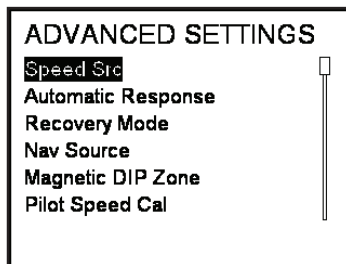 ADVANCED SETTINGS
Speed Src
Automatic Response
Recovery Mode
Nav Source
Magnetic DIP Zone
Pilot Speed Cal